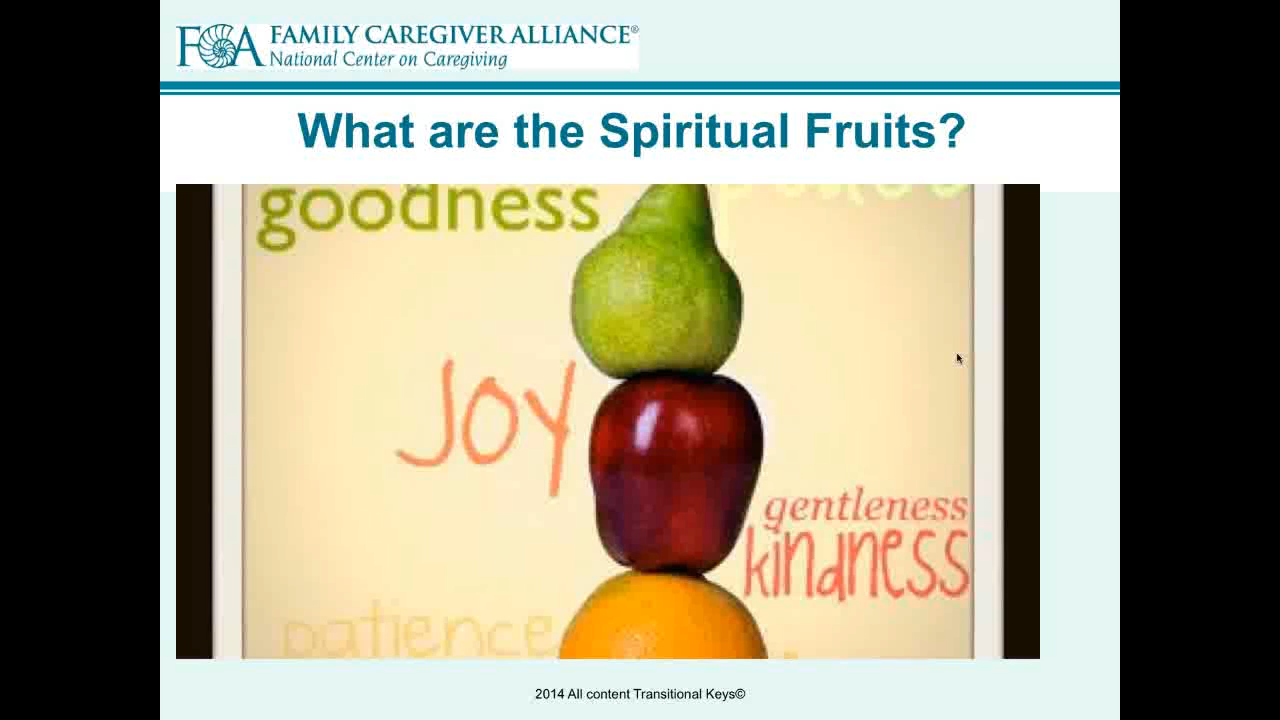 FCA FAMILY CAREGIVER ALLIANCE®
National Center on Caregiving
What are the Spiritual Fruits?
goodness
Joy
gentleness
kindness
patience
2014 All content Transitional Keys©